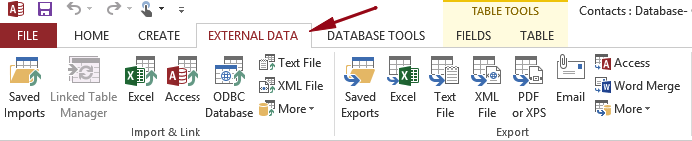 TABLE TOOLS
Contacts : Database-
FILE HOME CREATE EXTERNAL DATA DATABASE TOOLS FIELDS TABLE
Saved Imports
Linked Table Manager
Excel
Access
ODBC Database
Text File
XML File
More
Import & Link
Saved Exports
Excel
Text File
XML File
PDF or XPS
Email
Access
Word Merge
More
Export